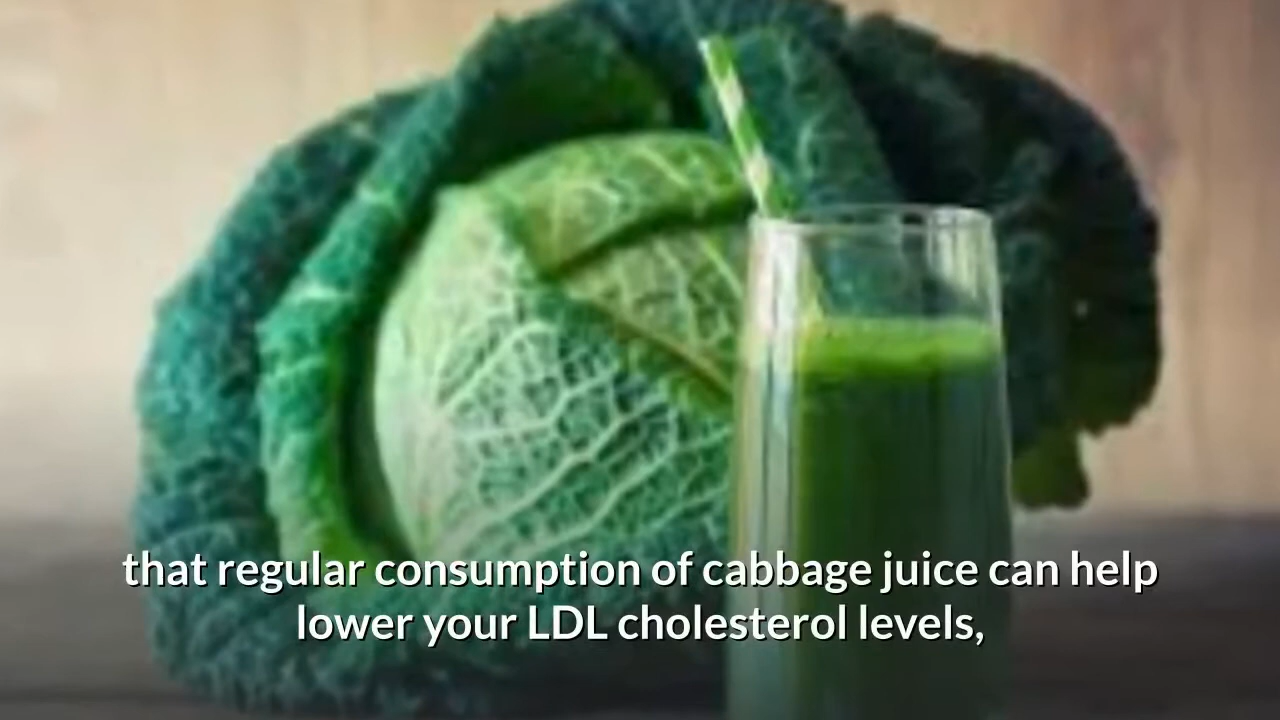 that regular consumption of cabbage juice can help
lower your LDL cholesterol levels,